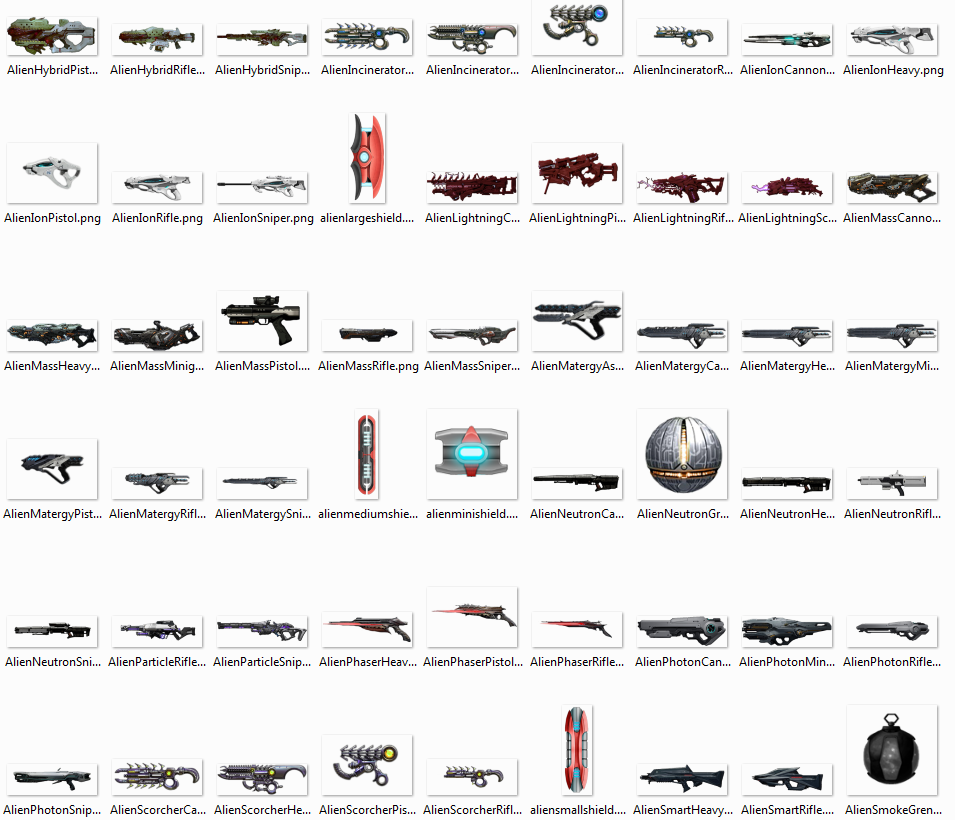 AlienHybridPist...
AlienHybridRifle...
AlienHybridSnip...
AlienIncinerator...
AlienIncinerator...
AlienIncinerator...
AlienIncineratorR...
AlienIonCannon...
AlienIonHeavy.png
AlienIonPistol.png
AlienIonRifle.png
AlienIonSniper.png
alienlargeshield....
AlienLightningC...
AlienLightningPi...
AlienLightningRif...
AlienLightningSc...
AlienMassCanno...
AlienMassHeavy...
AlienMassMinig...
AlienMassPistol....
AlienMassRifle.png
AlienMassSniper...
AlienMatergyAs...
AlienMatergyCa...
AlienMatergyHe...
AlienMatergyMi...
AlienMatergyPist...
AlienMatergyRifl...
AlienMatergySni...
alienmediumshie...
alienminishield....
AlienNeutronCa...
AlienNeutronGr...
AlienNeutronHe...
AlienNeutronRifl...
AlienNeutronSni...
AlienParticleRifle...
AlienParticleSnip...
AlienPhaserHeav...
AlienPhaserPistol...
AlienPhaserRifle...
AlienPhotonCan...
AlienPhotonMin...
AlienPhotonRifle...
AlienPhotonSnip...
AlienScorcherCa...
AlienScorcherHe...
AlienScorcherPis...
AlienScorcherRifl...
aliensmallshield....
AlienSmartHeavy...
AlienSmartRifle....
AlienSmokeGren...